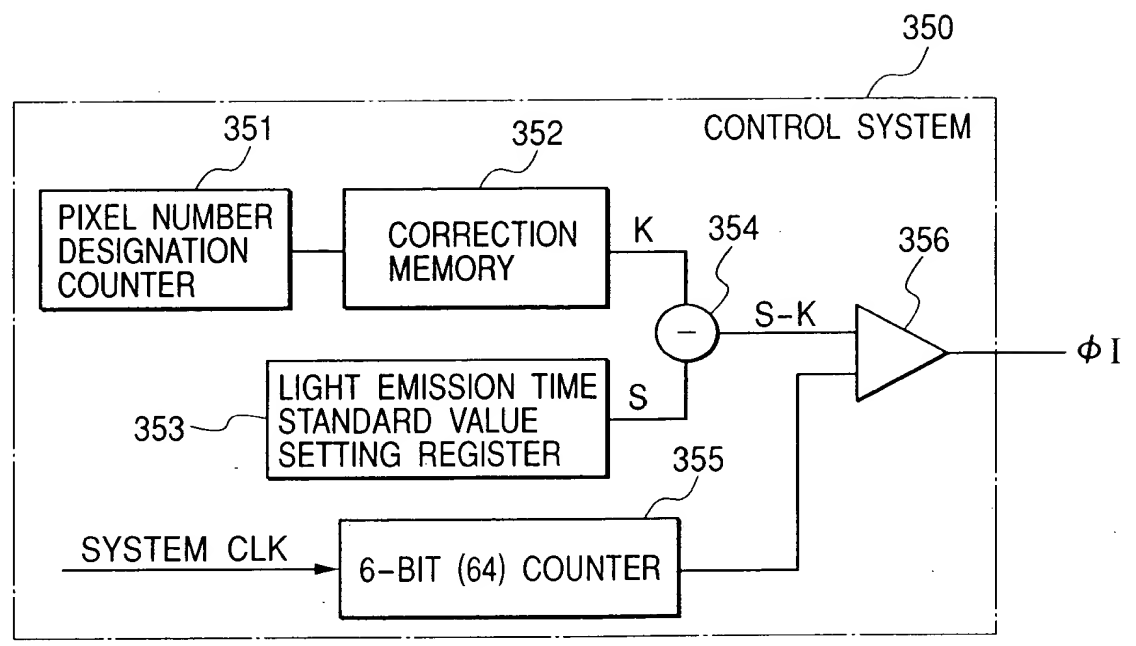 350
CONTROL SYSTEM
351
352
PIXEL NUMBER
DESIGNATION
COUNTER
CORRECTION
MEMORY
K
354
356
−
S−K
ΦI
LIGHT EMISSION TIME
STANDARD VALUE
SETTING REGISTER
S
353
355
SYSTEM CLK
6−BIT (64) COUNTER